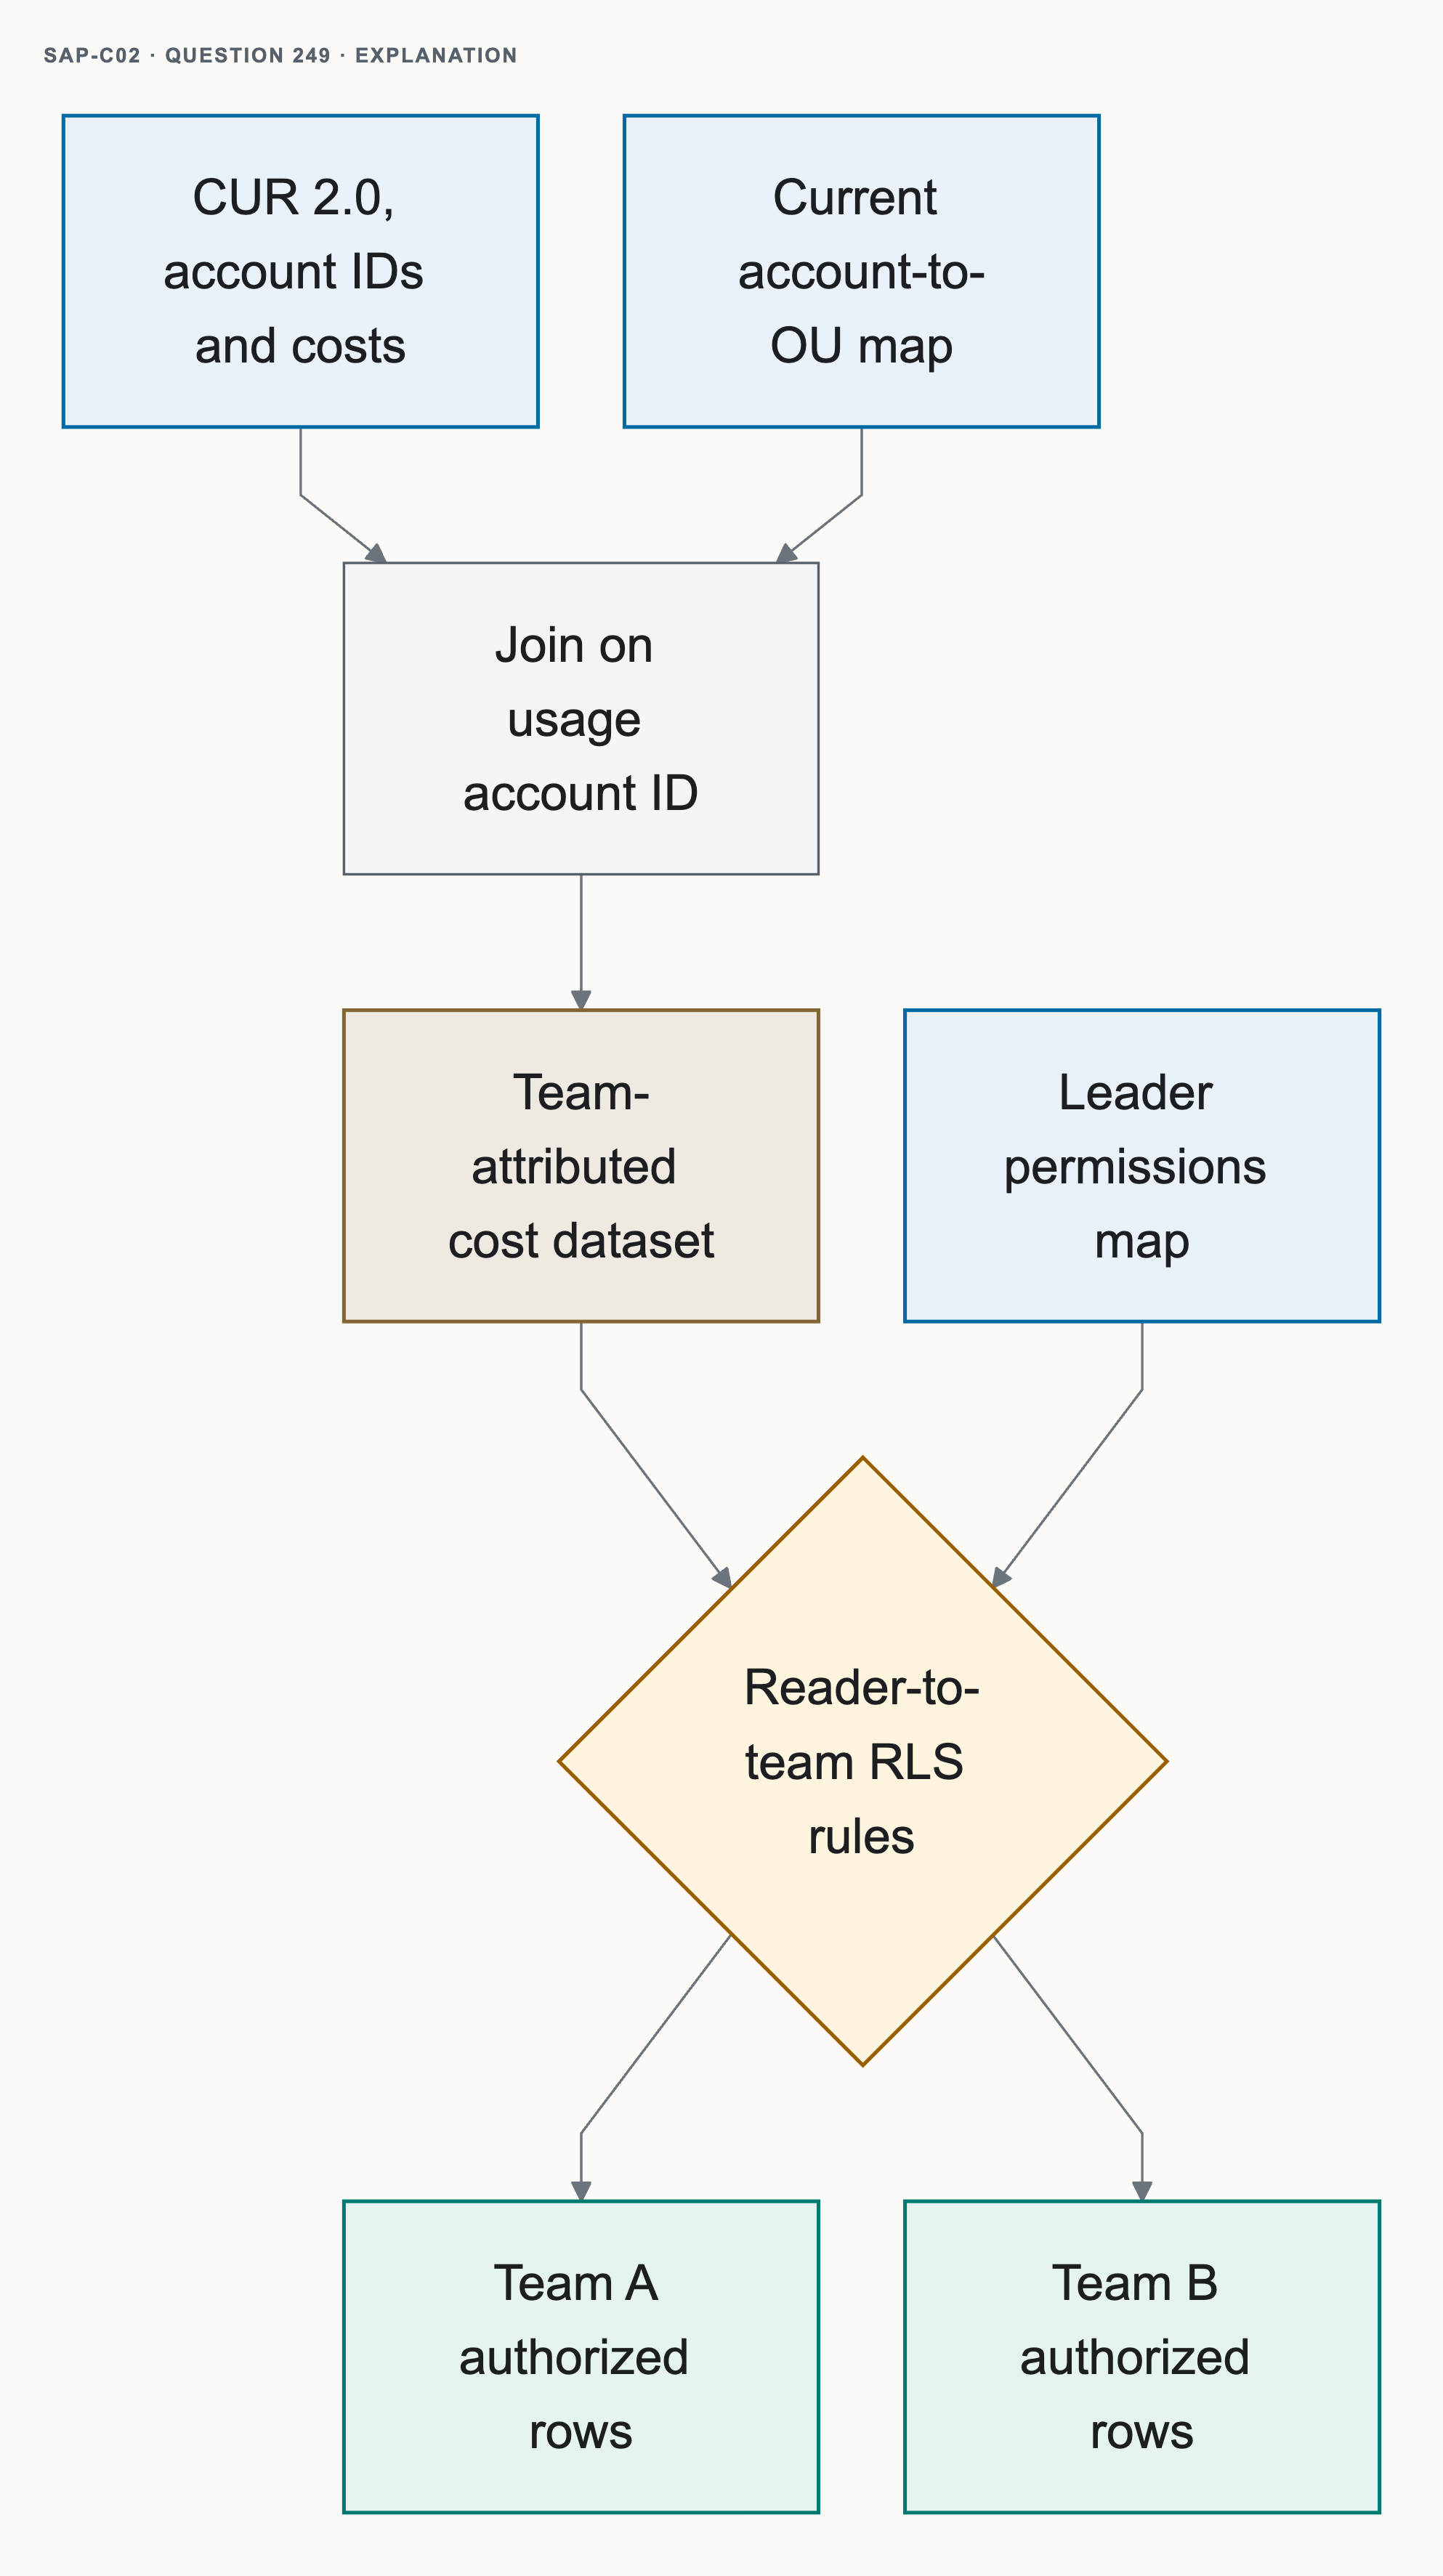 SAP-C02 · QUESTION 249 · EXPLANATION
CUR 2.0,
account IDs
and costs
Current
account-to-
OU map
Join on
usage
account ID
Team-
attributed
cost dataset
Leader
permissions
map
Reader-to-
team RLS
rules
Team A
authorized
rows
Team B
authorized
rows